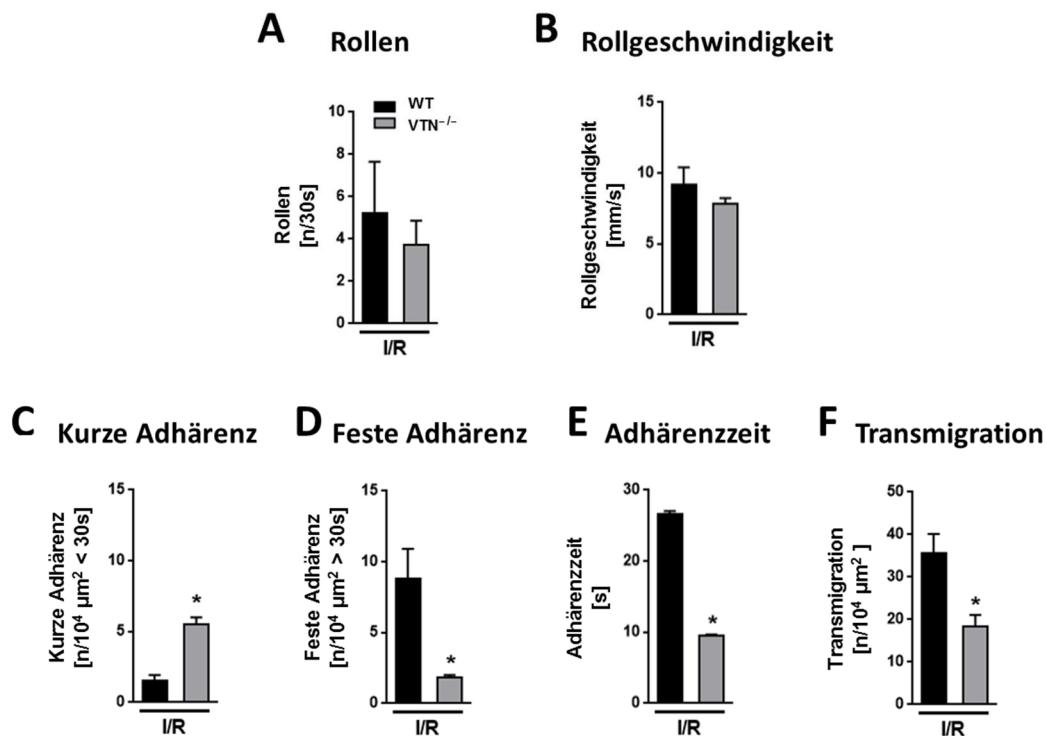 A Rollen
Rollen
[n/30s]
10
8
6
4
2
0
WT
VTN⁻/⁻
I/R
B Rollgeschwindigkeit
Rollgeschwindigkeit
[mm/s]
15
10
5
0
I/R
C Kurze Adhärenz
Kurze Adhärenz
[n/10⁴ µm² < 30s]
15
10
5
0
*
I/R
D Feste Adhärenz
Feste Adhärenz
[n/10⁴ µm² > 30s]
15
10
5
0
*
I/R
E Adhärenzzeit
Adhärenzzeit
[s]
30
20
10
0
*
I/R
F Transmigration
Transmigration
[n/10⁴ µm² ]
50
40
30
20
10
0
*
I/R